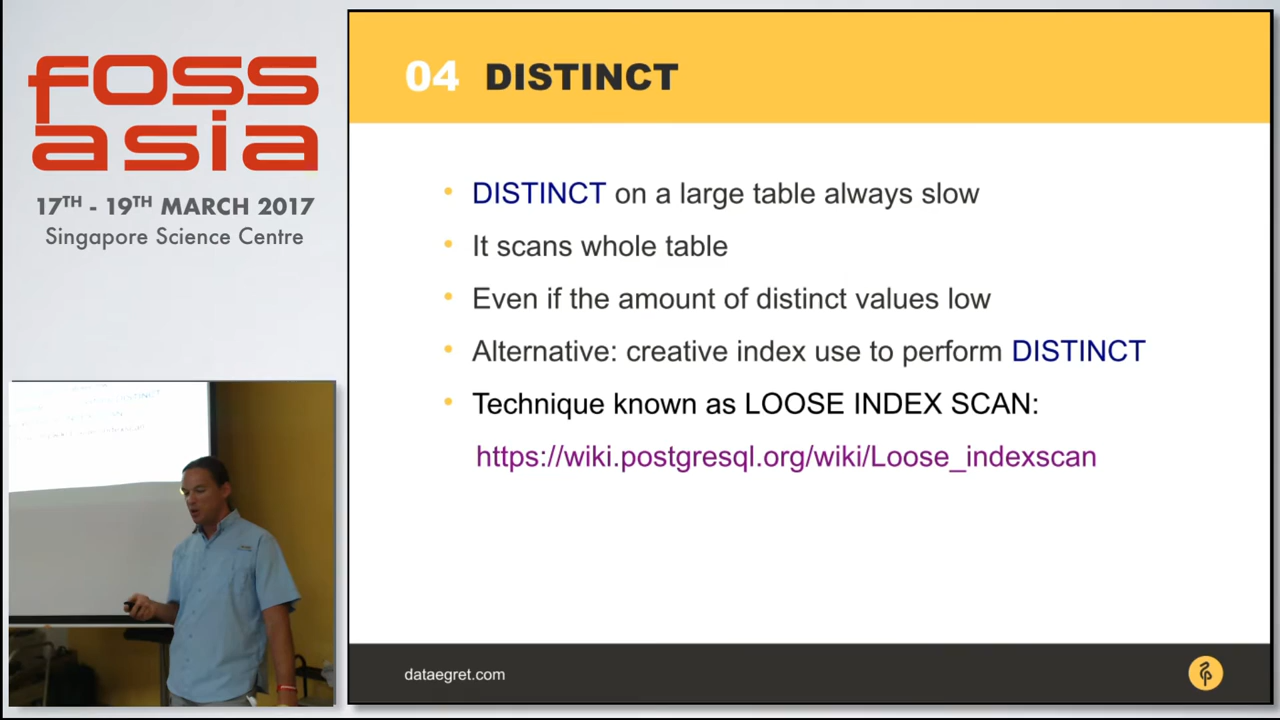 foss
asia
17TH - 19TH MARCH 2017
Singapore Science Centre
04 DISTINCT
• DISTINCT on a large table always slow
• It scans whole table
• Even if the amount of distinct values low
• Alternative: creative index use to perform DISTINCT
• Technique known as LOOSE INDEX SCAN:
https://wiki.postgresql.org/wiki/Loose_indexscan
dataegret.com